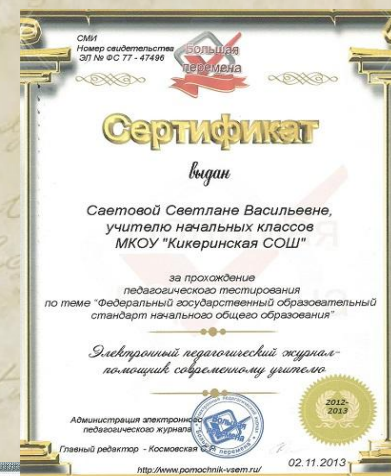 СМИ
Номер свидетельства
ЭЛ № ФС 77 - 47496
Большая
перемена
Сертификат
выдан
Саетовой Светлане Васильевне,
учителю начальных классов
МКОУ "Кикеринская СОШ"
за прохождение
педагогического тестирования
по теме "Федеральный государственный образовательный
стандарт начального общего образования"
Электронный педагогический журнал-
помощник современному учителю
2012-
2013
Администрация электронного
педагогического журнала
Большая
перемена
Главный редактор - Космовская
02.11.2013
http://www.pomochnik-vsem.ru/